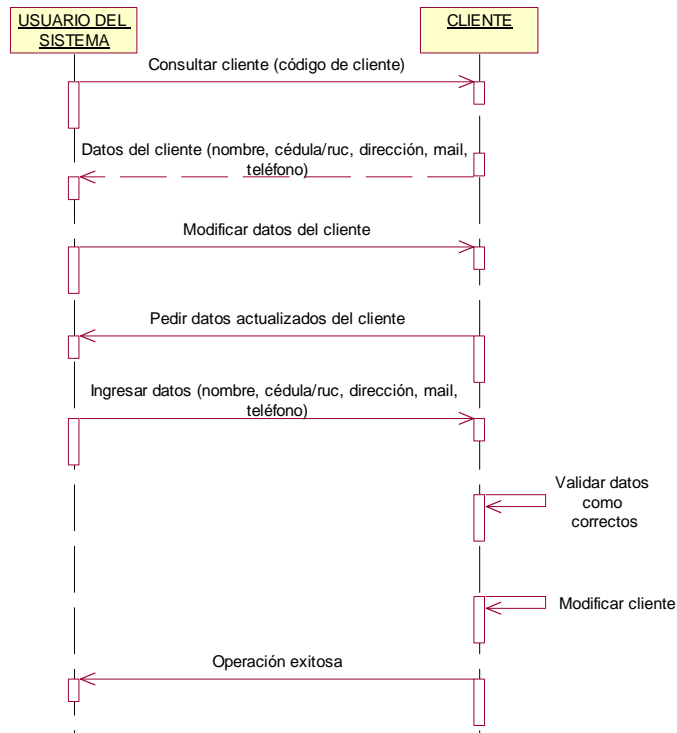 USUARIO DEL
SISTEMA
CLIENTE
Consultar cliente (código de cliente)
Datos del cliente (nombre, cédula/ruc, dirección, mail,
teléfono)
Modificar datos del cliente
Pedir datos actualizados del cliente
Ingresar datos (nombre, cédula/ruc, dirección, mail,
teléfono)
Validar datos
como
correctos
Modificar cliente
Operación exitosa